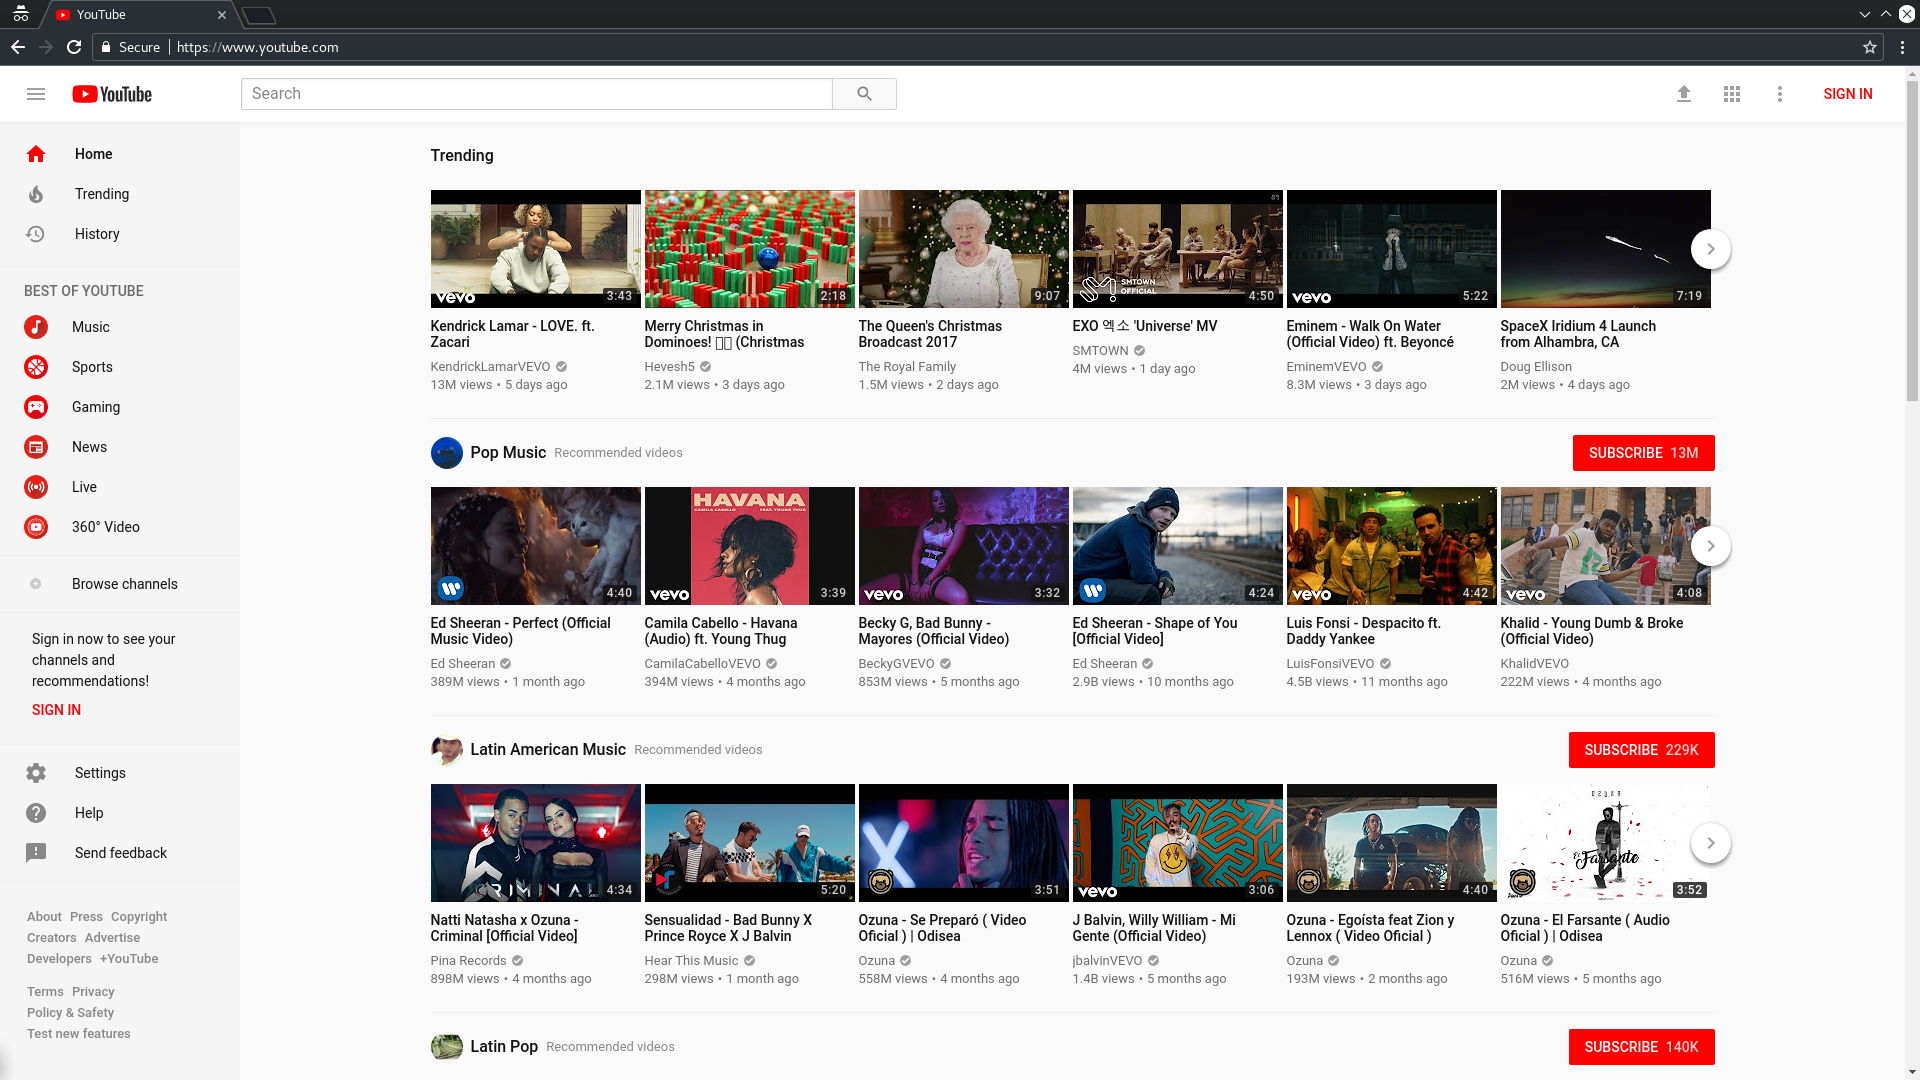 YouTube
Secure https://www.youtube.com
YouTube
Search
SIGN IN
Home
Trending
History
BEST OF YOUTUBE
Music
Sports
Gaming
News
Live
360° Video
Browse channels
Sign in now to see your
channels and
recommendations!
SIGN IN
Settings
Help
Send feedback
About Press Copyright
Creators Advertise
Developers +YouTube
Terms Privacy
Policy & Safety
Test new features
Trending
vevo 3:43
2:18
9:07
SMTOWN
OFFICIAL
4:50
vevo 5:22
7:19
Kendrick Lamar - LOVE. ft.
Zacari
KendrickLamarVEVO
13M views • 5 days ago
Merry Christmas in
Dominoes! (Christmas
Hevesh5
2.1M views • 3 days ago
The Queen's Christmas
Broadcast 2017
The Royal Family
1.5M views • 2 days ago
EXO 엑소 'Universe' MV
SMTOWN
4M views • 1 day ago
Eminem - Walk On Water
(Official Video) ft. Beyoncé
EminemVEVO
8.3M views • 3 days ago
SpaceX Iridium 4 Launch
from Alhambra, CA
Doug Ellison
2M views • 4 days ago
Pop Music Recommended videos
SUBSCRIBE 13M
4:40
HAVANA
CAMILA CABELLO FEAT. YOUNG THUG
vevo 3:39
vevo 3:32
4:24
vevo 4:42
vevo 4:08
Ed Sheeran - Perfect (Official
Music Video)
Ed Sheeran
389M views • 1 month ago
Camila Cabello - Havana
(Audio) ft. Young Thug
CamilaCabelloVEVO
394M views • 4 months ago
Becky G, Bad Bunny -
Mayores (Official Video)
BeckyGVEVO
853M views • 5 months ago
Ed Sheeran - Shape of You
[Official Video]
Ed Sheeran
2.9B views • 10 months ago
Luis Fonsi - Despacito ft.
Daddy Yankee
LuisFonsiVEVO
4.5B views • 11 months ago
Khalid - Young Dumb & Broke
(Official Video)
KhalidVEVO
222M views • 4 months ago
Latin American Music Recommended videos
SUBSCRIBE 229K
CRIMINAL 4:34
5:20
3:51
vevo 3:06
4:40
El Farsante
3:52
Natti Natasha x Ozuna -
Criminal [Official Video]
Pina Records
898M views • 4 months ago
Sensualidad - Bad Bunny X
Prince Royce X J Balvin
Hear This Music
298M views • 1 month ago
Ozuna - Se Preparó ( Video
Oficial ) | Odisea
Ozuna
558M views • 4 months ago
J Balvin, Willy William - Mi
Gente (Official Video)
jbalvinVEVO
1.4B views • 5 months ago
Ozuna - Egoísta feat Zion y
Lennox ( Video Oficial )
Ozuna
193M views • 2 months ago
Ozuna - El Farsante ( Audio
Oficial ) | Odisea
Ozuna
516M views • 5 months ago
Latin Pop Recommended videos
SUBSCRIBE 140K